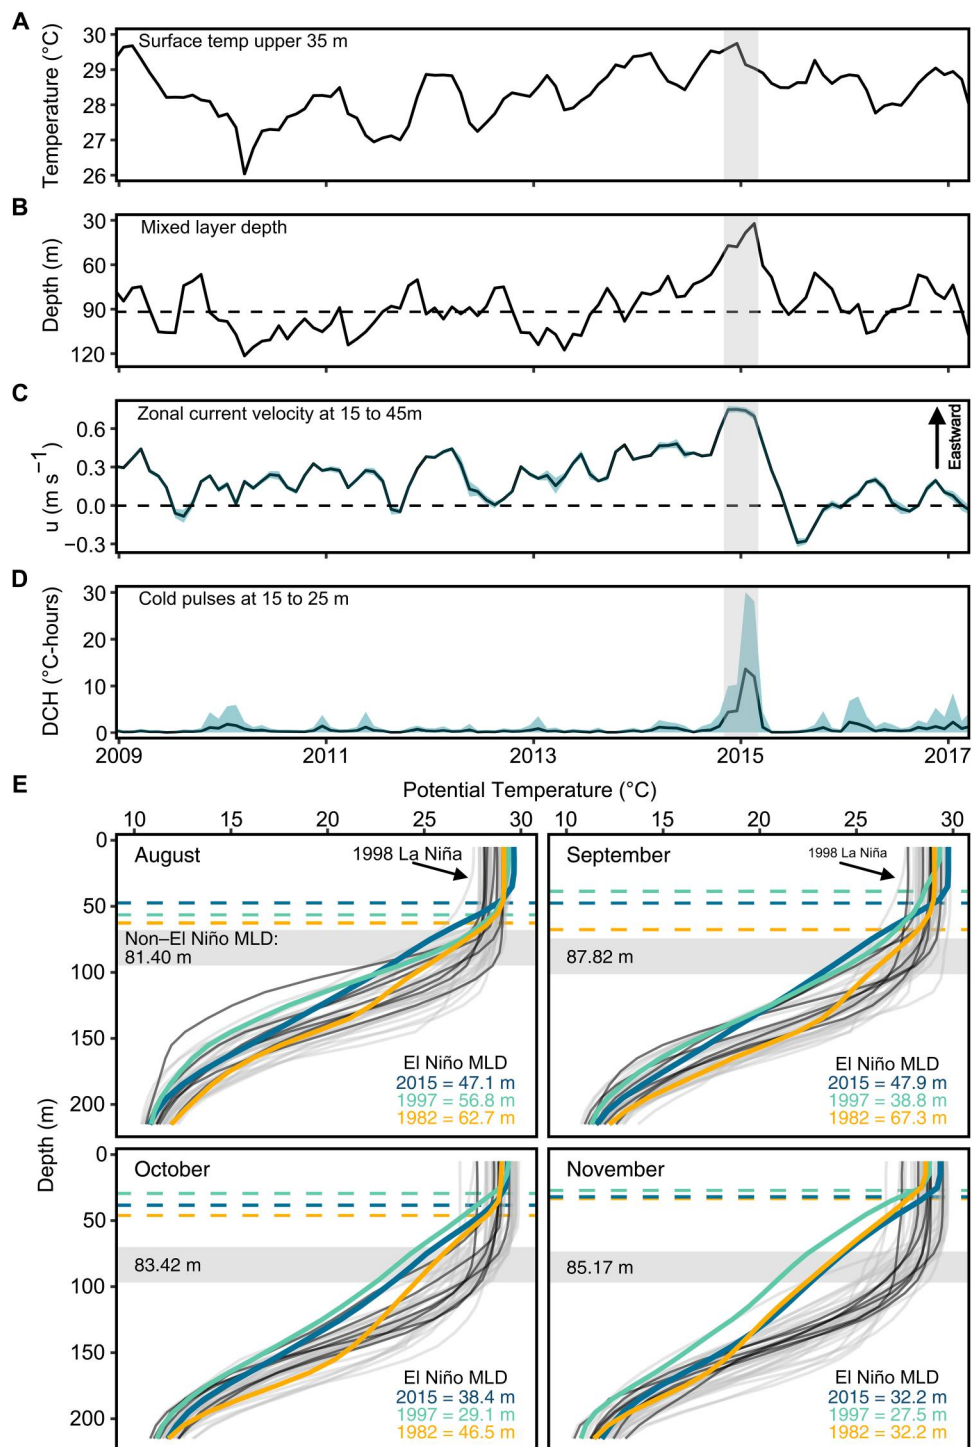 A
Surface temp upper 35 m
Temperature (°C)
30
29
28
27
26
B
Mixed layer depth
Depth (m)
30
60
90
120
C
Zonal current velocity at 15 to 45m
u (m s −1)
0.6
0.3
0.0
−0.3
Eastward
D
Cold pulses at 15 to 25 m
DCH (°C-hours)
30
20
10
0
2009 2011 2013 2015 2017
E
Potential Temperature (°C)
10 15 20 25 30 10 15 20 25 30
Depth (m)
0
50
100
150
200
August
1998 La Niña
Non–El Niño MLD:
81.40 m
El Niño MLD
2015 = 47.1 m
1997 = 56.8 m
1982 = 62.7 m
September
1998 La Niña
87.82 m
El Niño MLD
2015 = 47.9 m
1997 = 38.8 m
1982 = 67.3 m
0
50
100
150
200
October
83.42 m
El Niño MLD
2015 = 38.4 m
1997 = 29.1 m
1982 = 46.5 m
November
85.17 m
El Niño MLD
2015 = 32.2 m
1997 = 27.5 m
1982 = 32.2 m